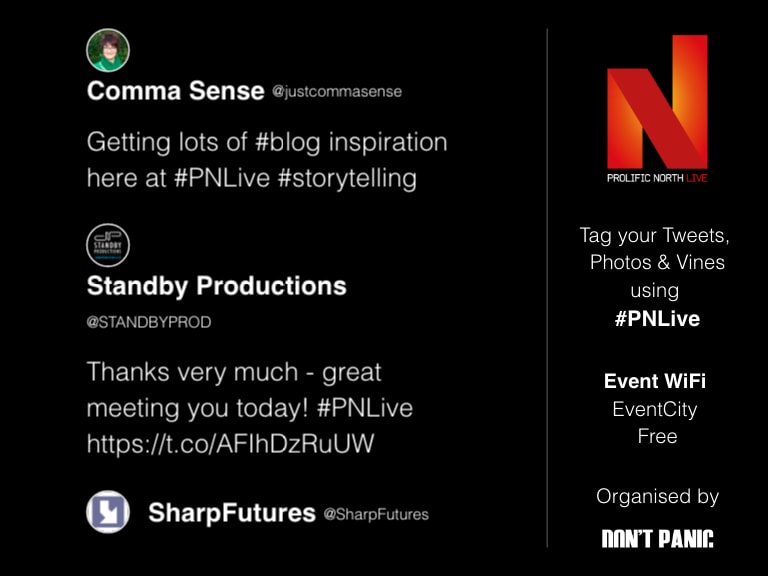 Comma Sense @justcommasense
Getting lots of #blog inspiration
here at #PNLive #storytelling
STANDBY
PRODUCTIONS
Standby Productions
@STANDBYPROD
Thanks very much - great
meeting you today! #PNLive
https://t.co/AFIhDzRuUW
SharpFutures @SharpFutures
PROLIFIC NORTH LIVE
Tag your Tweets,
Photos & Vines
using
#PNLive
Event WiFi
EventCity
Free
Organised by
DON'T PANIC